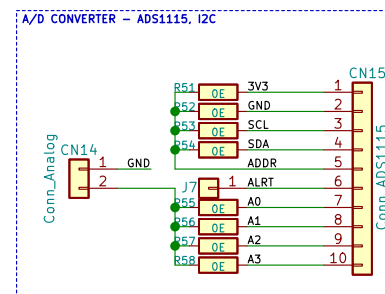 A/D CONVERTER - ADS1115, I2C
CN15
R51 0E 3V3 1
R52 0E GND 2
R53 0E SCL 3
R54 0E SDA 4
ADDR 5
CN14
1 GND
2
J7 1 ALRT 6
R55 0E A0 7
R56 0E A1 8
R57 0E A2 9
R58 0E A3 10
Conn_Analog
Conn_ADS1115